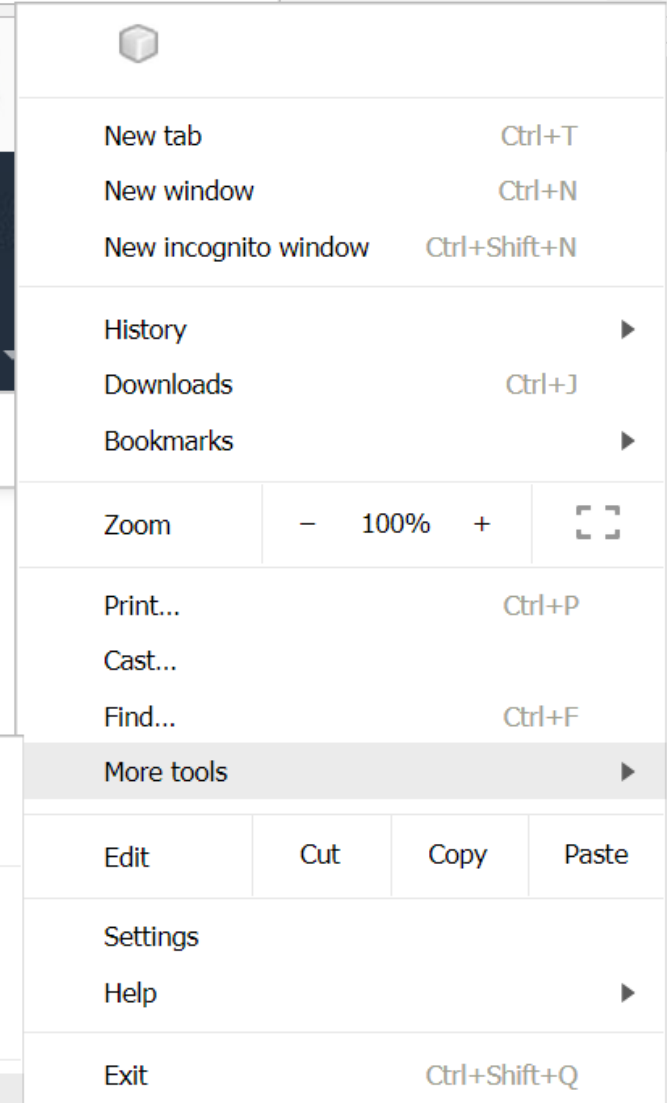 New tab Ctrl+T
New window Ctrl+N
New incognito window Ctrl+Shift+N
History
Downloads Ctrl+J
Bookmarks
Zoom − 100% +
Print... Ctrl+P
Cast...
Find... Ctrl+F
More tools
Edit Cut Copy Paste
Settings
Help
Exit Ctrl+Shift+Q